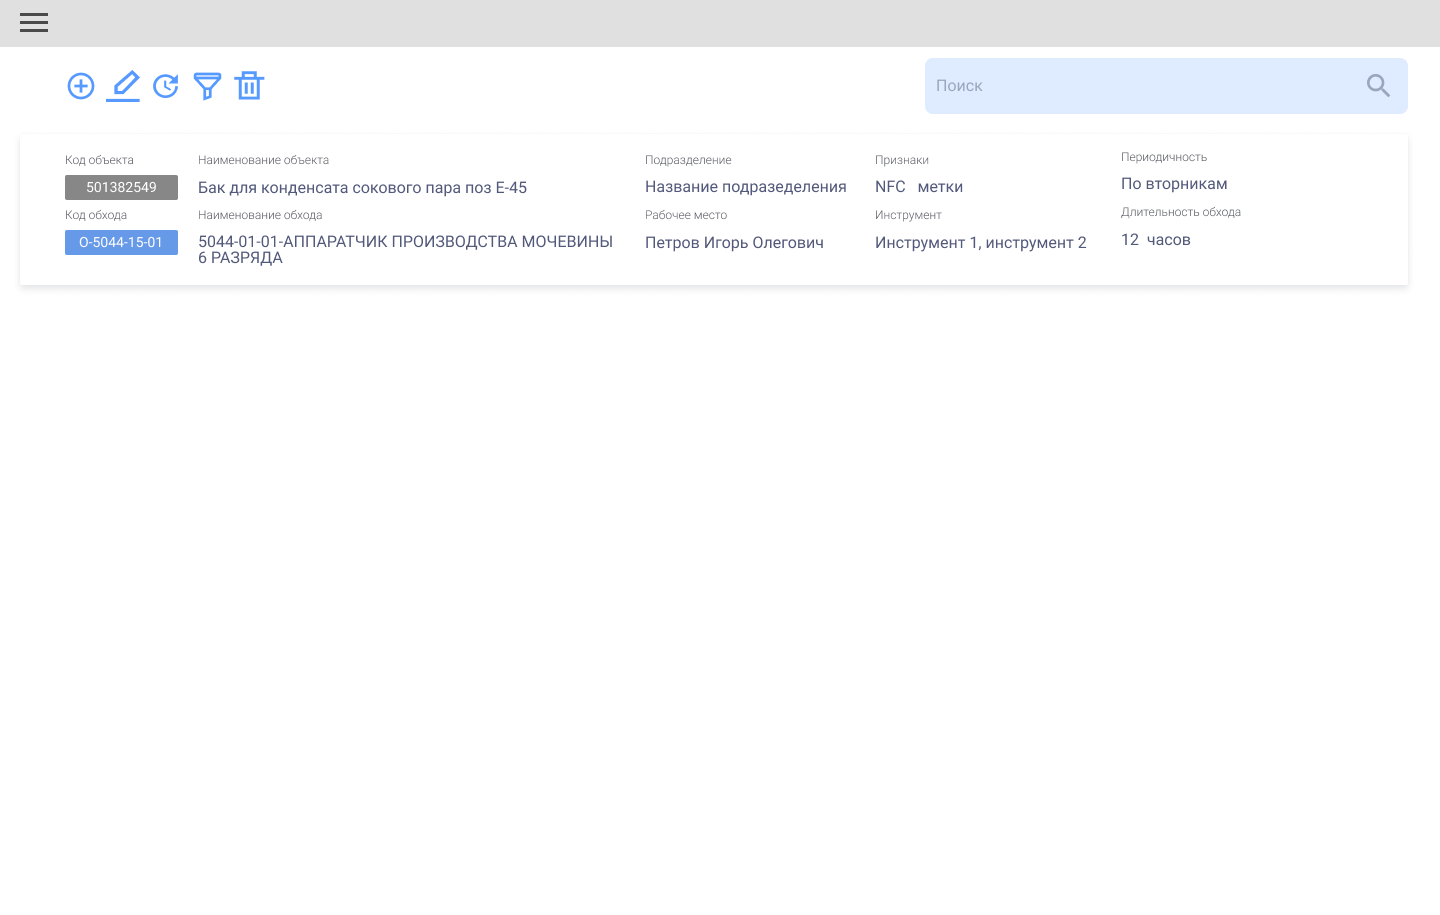 Поиск
Код объекта
Наименование объекта
Подразделение
Признаки
Периодичность
501382549
Бак для конденсата сокового пара поз Е-45
Название подразеделения
NFC метки
По вторникам
Код обхода
Наименование обхода
Рабочее место
Инструмент
Длительность обхода
О-5044-15-01
5044-01-01-АППАРАТЧИК ПРОИЗВОДСТВА МОЧЕВИНЫ
6 РАЗРЯДА
Петров Игорь Олегович
Инструмент 1, инструмент 2
12 часов